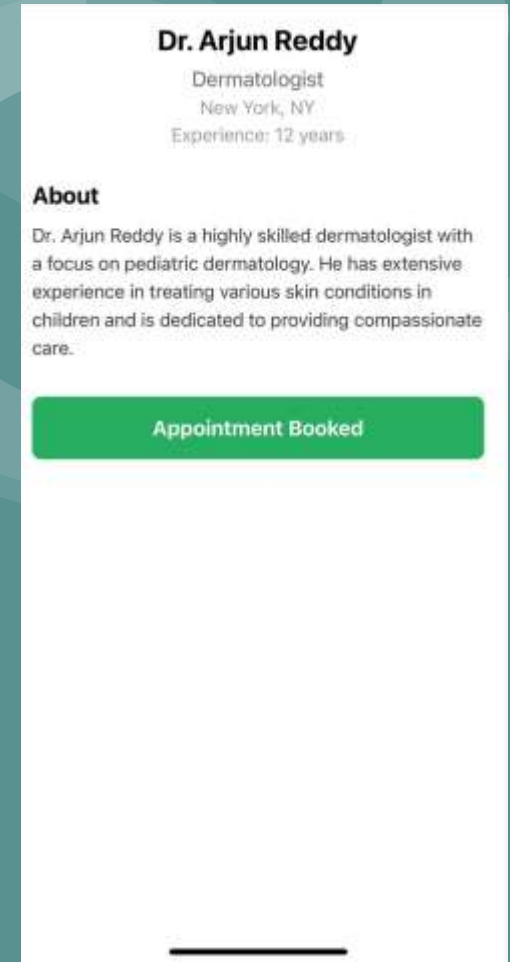 Dr. Arjun Reddy
Dermatologist
New York, NY
Experience: 12 years
About
Dr. Arjun Reddy is a highly skilled dermatologist with
a focus on pediatric dermatology. He has extensive
experience in treating various skin conditions in
children and is dedicated to providing compassionate
care.
Appointment Booked